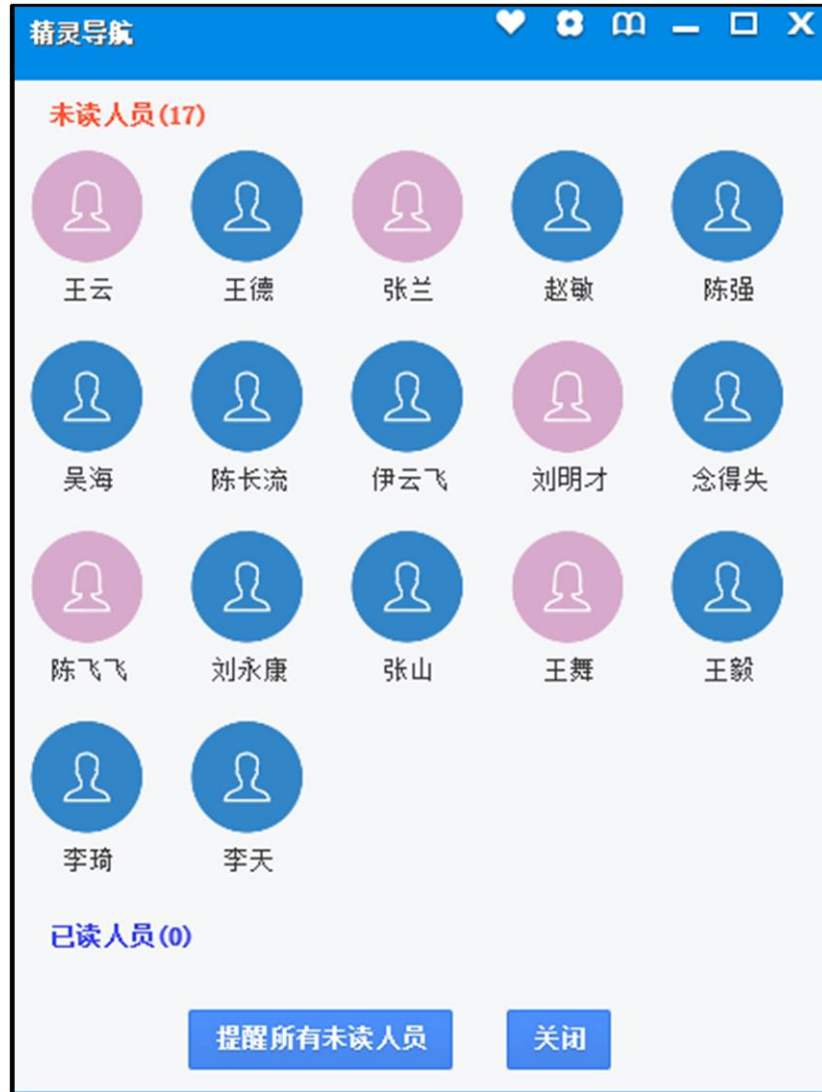 精灵导航
未读人员(17)
王云 王德 张兰 赵敏 陈强
吴海 陈长流 伊云飞 刘明才 念得失
陈飞飞 刘永康 张山 王舞 王毅
李琦 李天
已读人员(0)
提醒所有未读人员 关闭